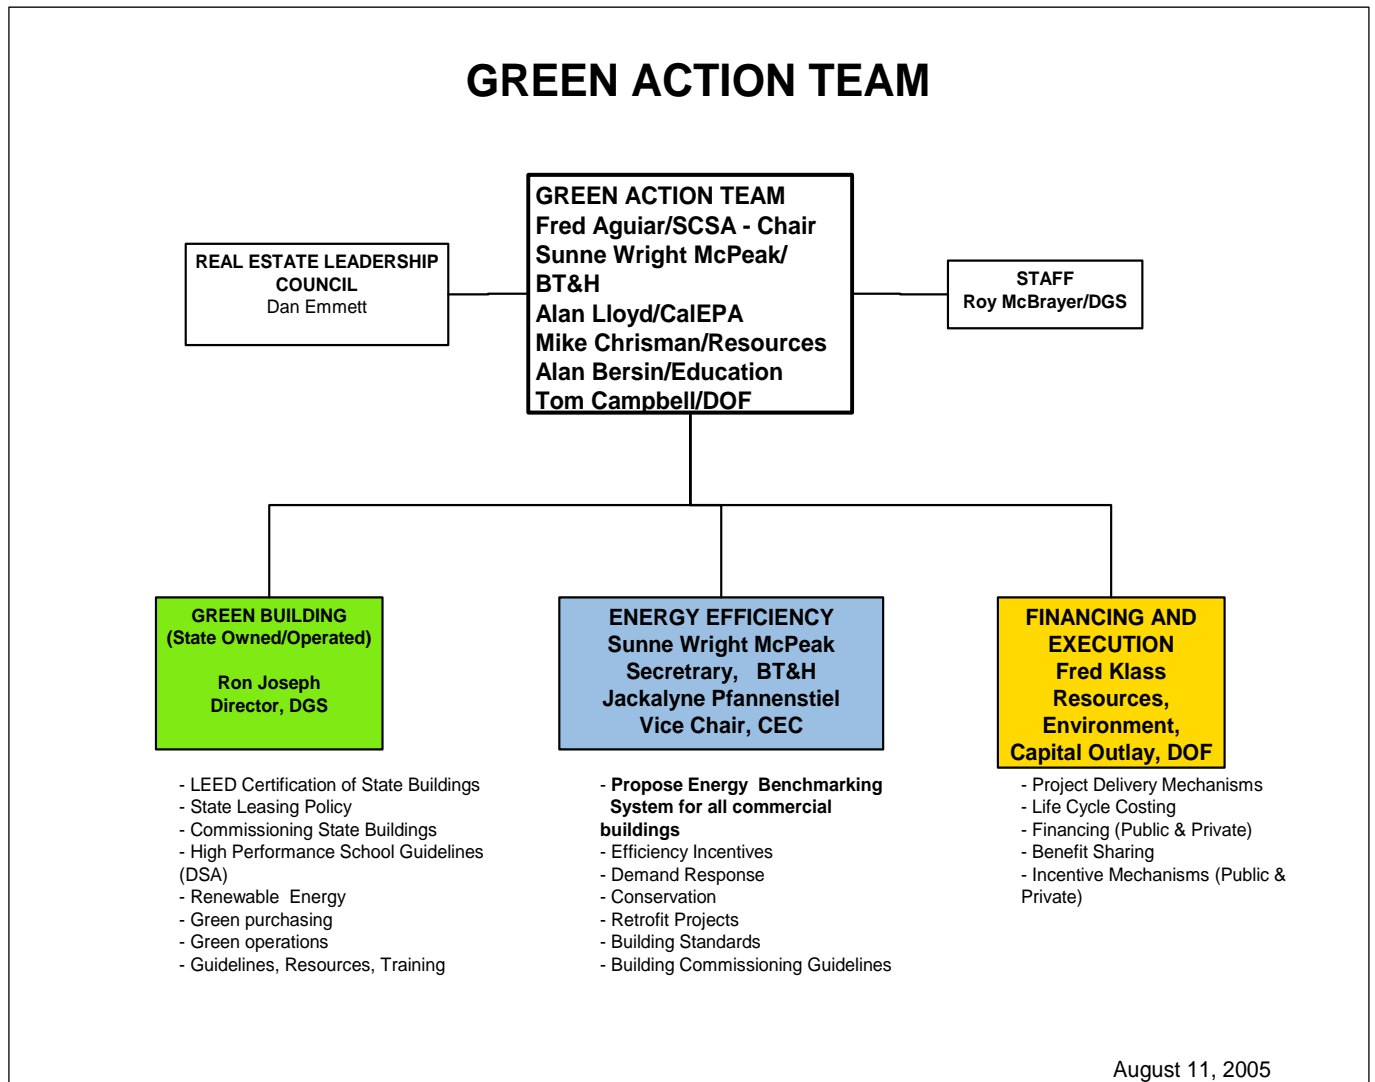 GREEN ACTION TEAM
GREEN ACTION TEAM
Fred Aguiar/SCSA - Chair
Sunne Wright McPeak/
BT&H
Alan Lloyd/CalEPA
Mike Chrisman/Resources
Alan Bersin/Education
Tom Campbell/DOF
REAL ESTATE LEADERSHIP
COUNCIL
Dan Emmett
STAFF
Roy McBrayer/DGS
GREEN BUILDING
(State Owned/Operated)
Ron Joseph
Director, DGS
- LEED Certification of State Buildings
- State Leasing Policy
- Commissioning State Buildings
- High Performance School Guidelines
(DSA)
- Renewable Energy
- Green purchasing
- Green operations
- Guidelines, Resources, Training
ENERGY EFFICIENCY
Sunne Wright McPeak
Secretrary, BT&H
Jackalyne Pfannenstiel
Vice Chair, CEC
- Propose Energy Benchmarking
System for all commercial
buildings
- Efficiency Incentives
- Demand Response
- Conservation
- Retrofit Projects
- Building Standards
- Building Commissioning Guidelines
FINANCING AND
EXECUTION
Fred Klass
Resources,
Environment,
Capital Outlay, DOF
- Project Delivery Mechanisms
- Life Cycle Costing
- Financing (Public & Private)
- Benefit Sharing
- Incentive Mechanisms (Public &
Private)
August 11, 2005